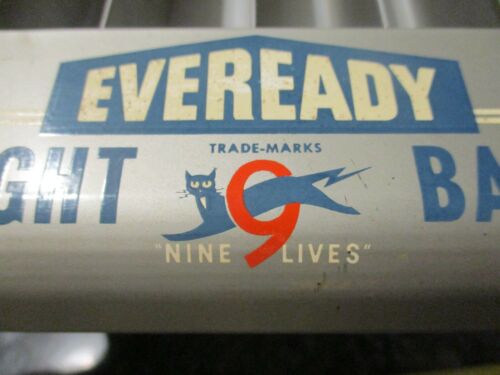 EVEREADY
TRADE-MARKS
GHT 9 BA
"NINE LIVES"